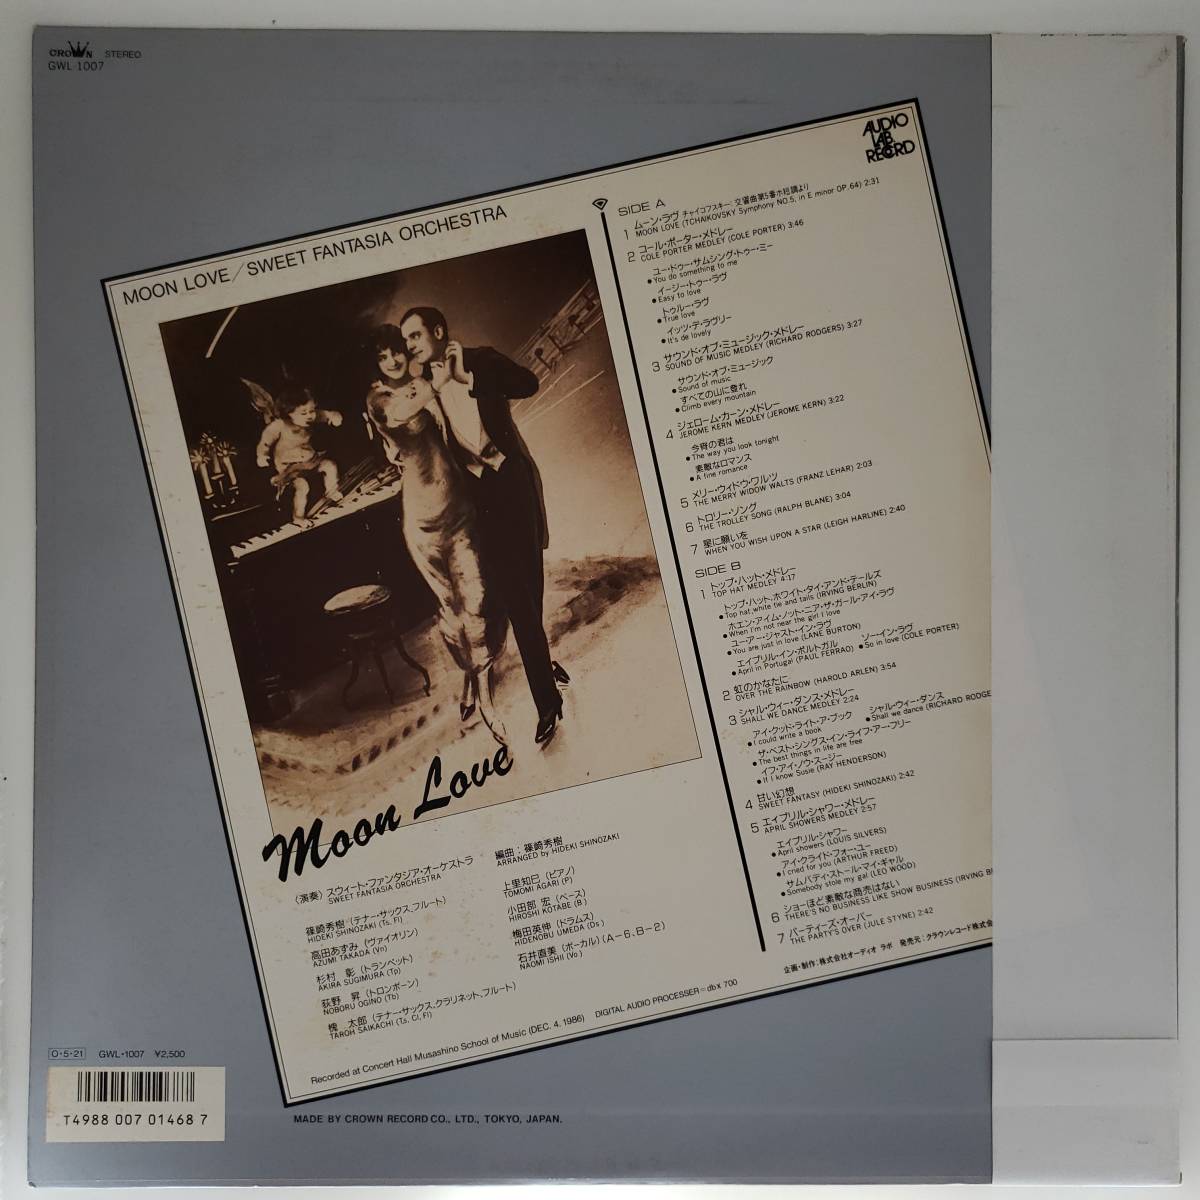 CROWN STEREO
GWL-1007
AUDIO
LAB.
RECORD
MOON LOVE／SWEET FANTASIA ORCHESTRA
Moon Love
SIDE A
1 ムーン・ラヴ チャイコフスキー：交響曲第5番ホ短調より
MOON LOVE (TCHAIKOVSKY Symphony NO.5, in E minor OP.64) 2:31
2 コール・ポーター・メドレー
COLE PORTER MEDLEY (COLE PORTER) 3:46
ユー・ドゥー・サムシング・トゥー・ミー
●You do something to me
イージー・トゥー・ラヴ
●Easy to love
トゥルー・ラヴ
●True love
イッツ・デ・ラヴリー
●It's de lovely
3 サウンド・オブ・ミュージック・メドレー
SOUND OF MUSIC MEDLEY (RICHARD RODGERS) 3:27
サウンド・オブ・ミュージック
●Sound of music
すべての山に登れ
●Climb every mountain
4 ジェローム・カーン・メドレー
JEROME KERN MEDLEY (JEROME KERN) 3:22
今宵の君は
●The way you look tonight
素敵なロマンス
●A fine romance
5 メリー・ウィドウ・ワルツ
THE MERRY WIDOW WALTS (FRANZ LEHAR) 2:03
6 トロリー・ソング
THE TROLLEY SONG (RALPH BLANE) 3:04
7 星に願いを
WHEN YOU WISH UPON A STAR (LEIGH HARLINE) 2:40
SIDE B
1 トップ・ハット・メドレー
TOP HAT MEDLEY 4:17
トップ・ハット、ホワイト・タイ・アンド・テールズ
●Top hat, white tie and tails (IRVING BERLIN)
ホエン・アイム・ノット・ニア・ザ・ガール・アイ・ラヴ
●When I'm not near the girl I love
ユー・アー・ジャスト・イン・ラヴ
●You are just in love (LANE BURTON)
エイプリル・イン・ポルトガル ソー・イン・ラヴ
●April in Portugal (PAUL FERRAO) ●So in love (COLE PORTER)
2 虹のかなたに
OVER THE RAINBOW (HAROLD ARLEN) 3:54
3 シャル・ウィー・ダンス・メドレー
SHALL WE DANCE MEDLEY 2:24
アイ・クッド・ライト・ア・ブック シャル・ウィー・ダンス
●I could write a book ●Shall we dance (RICHARD RODGE
ザ・ベスト・シングス・イン・ライフ・アー・フリー
●The best things in life are free
イフ・アイ・ノウ・スージー
●If I know Susie (RAY HENDERSON)
4 甘い幻想
SWEET FANTASY (HIDEKI SHINOZAKI) 2:42
5 エイプリル・シャワー・メドレー
APRIL SHOWERS MEDLEY 2:57
エイプリル・シャワー
●April showers (LOUIS SILVERS)
アイ・クライド・フォー・ユー
●I cried for you (ARTHUR FREED)
サムバディ・ストール・マイ・ギャル
●Somebody stole my gal (LEO WOOD)
6 ショーほど素敵な商売はない
THERE'S NO BUSINESS LIKE SHOW BUSINESS (IRVING B
7 パーティーズ・オーバー
THE PARTY'S OVER (JULE STYNE) 2:42
企画・制作：株式会社オーディオ ラボ 発売元：クラウンレコード株式会
〈演奏〉スウィート・ファンタジア・オーケストラ
SWEET FANTASIA ORCHESTRA
編曲：篠崎秀樹
ARRANGED by HIDEKI SHINOZAKI
篠崎秀樹（テナー・サックス、フルート）
HIDEKI SHINOZAKI (Ts, Fl)
高田あずみ（ヴァイオリン）
AZUMI TAKADA (Vn)
杉村 彰（トランペット）
AKIRA SUGIMURA (Tp)
荻野 昇（トロンボーン）
NOBORU OGINO (Tb)
太郎（テナー・サックス、クラリネット、フルート）
TAROH SAIKACHI (Ts, Cl, Fl)
上里知巳（ピアノ）
TOMOMI AGARI (P)
小田部 宏（ベース）
HIROSHI KOTABE (B)
梅田英伸（ドラムス）
HIDENOBU UMEDA (Ds)
石井直美（ボーカル）（A－6、B－2）
NAOMI ISHII (Vo.)
Recorded at Concert Hall Musashino School of Music (DEC. 4. 1986) DIGITAL AUDIO PROCESSER＝dbx 700
O・5・21 GWL・1007 ¥2,500
T4988 007 01468 7
MADE BY CROWN RECORD CO., LTD., TOKYO, JAPAN.